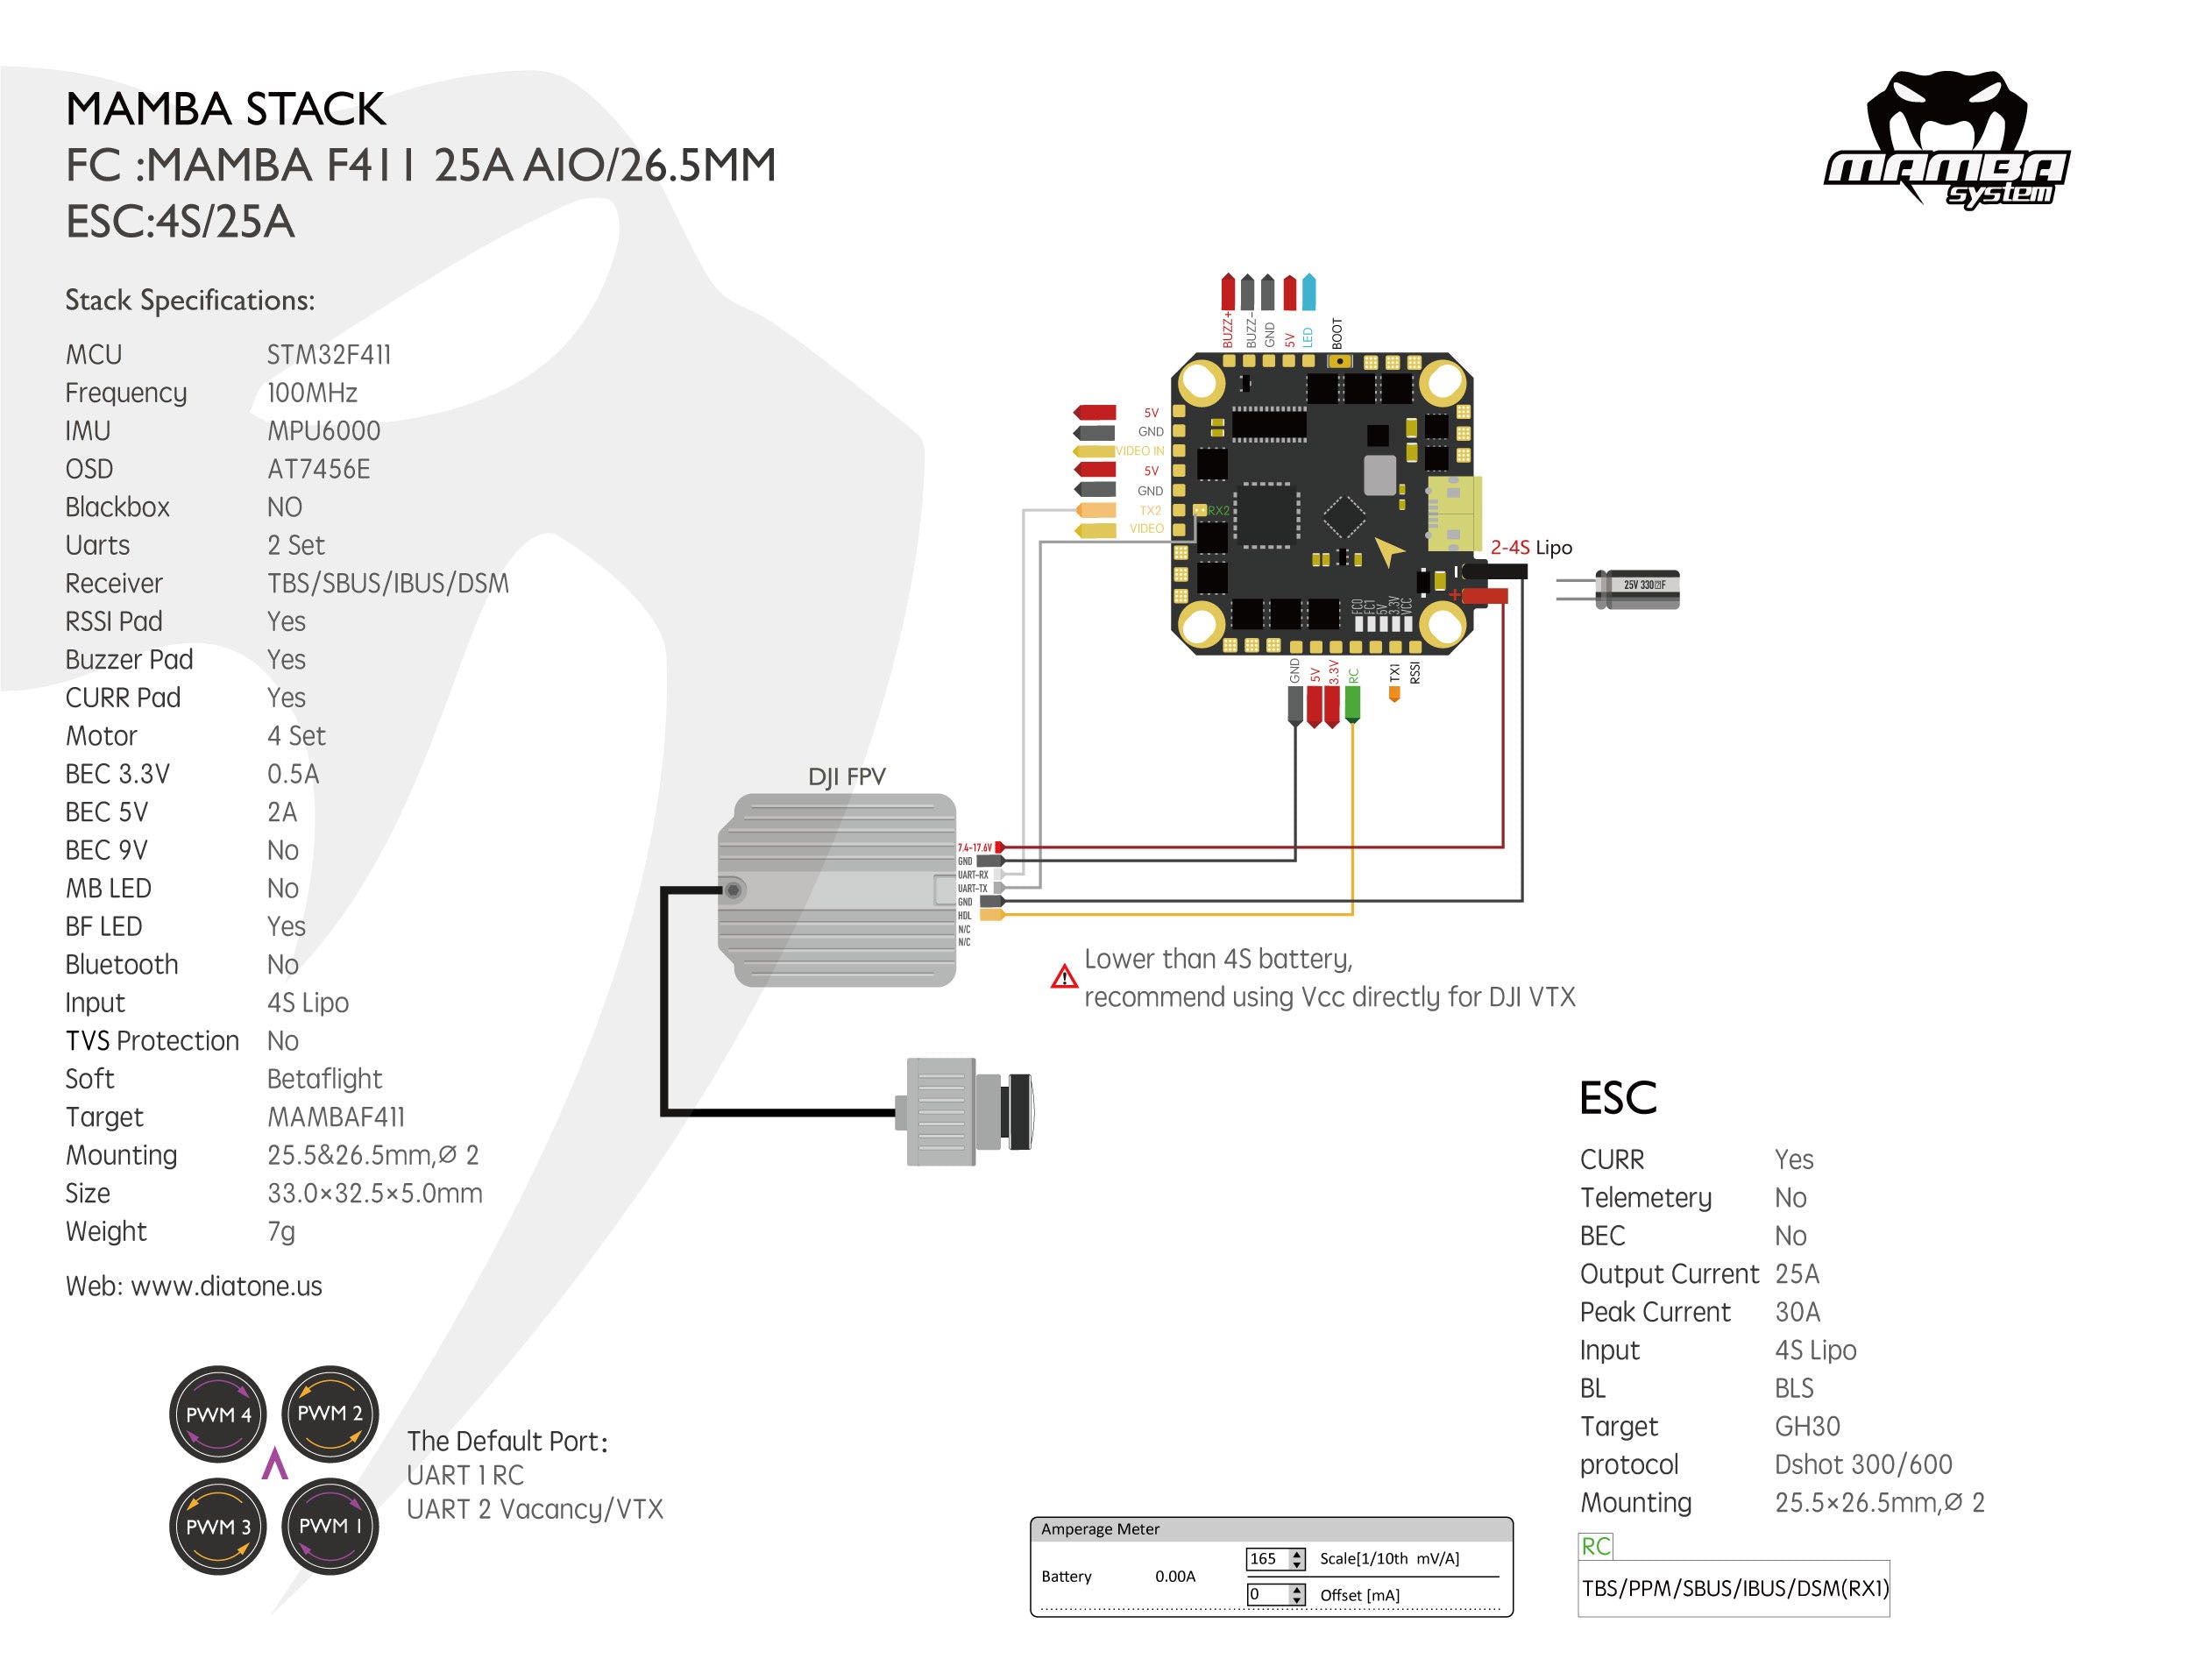 MAMBA STACK
FC :MAMBA F411 25A AIO/26.5MM
ESC:4S/25A
MAMBA
system
Stack Specifications:
MCU STM32F411
Frequency 100MHz
IMU MPU6000
OSD AT7456E
Blackbox NO
Uarts 2 Set
Receiver TBS/SBUS/IBUS/DSM
RSSI Pad Yes
Buzzer Pad Yes
CURR Pad Yes
Motor 4 Set
BEC 3.3V 0.5A
BEC 5V 2A
BEC 9V No
MB LED No
BF LED Yes
Bluetooth No
Input 4S Lipo
TVS Protection No
Soft Betaflight
Target MAMBAF411
Mounting 25.5&26.5mm,Ø 2
Size 33.0×32.5×5.0mm
Weight 7g
Web: www.diatone.us
BUZZ+
BUZZ-
GND
5V
LED
BOOT
5V
GND
VIDEO IN
5V
GND
TX2
RX2
VIDEO
2-4S Lipo
25V 330 F
- 
+
FC0
FC1
5V
3.3V
VCC
GND
5V
3.3V
RC
TX1
RSSI
DJI FPV
7.4-17.6V
GND
UART-RX
UART-TX
GND
HDL
N/C
N/C
Lower than 4S battery,
recommend using Vcc directly for DJI VTX
ESC
CURR Yes
Telemetery No
BEC No
Output Current 25A
Peak Current 30A
Input 4S Lipo
BL BLS
Target GH30
protocol Dshot 300/600
Mounting 25.5×26.5mm,Ø 2
RC
TBS/PPM/SBUS/IBUS/DSM(RX1)
PWM 4
PWM 2
PWM 3
PWM 1
The Default Port:
UART 1 RC
UART 2 Vacancy/VTX
Amperage Meter
Battery 0.00A
165 Scale[1/10th mV/A]
0 Offset [mA]